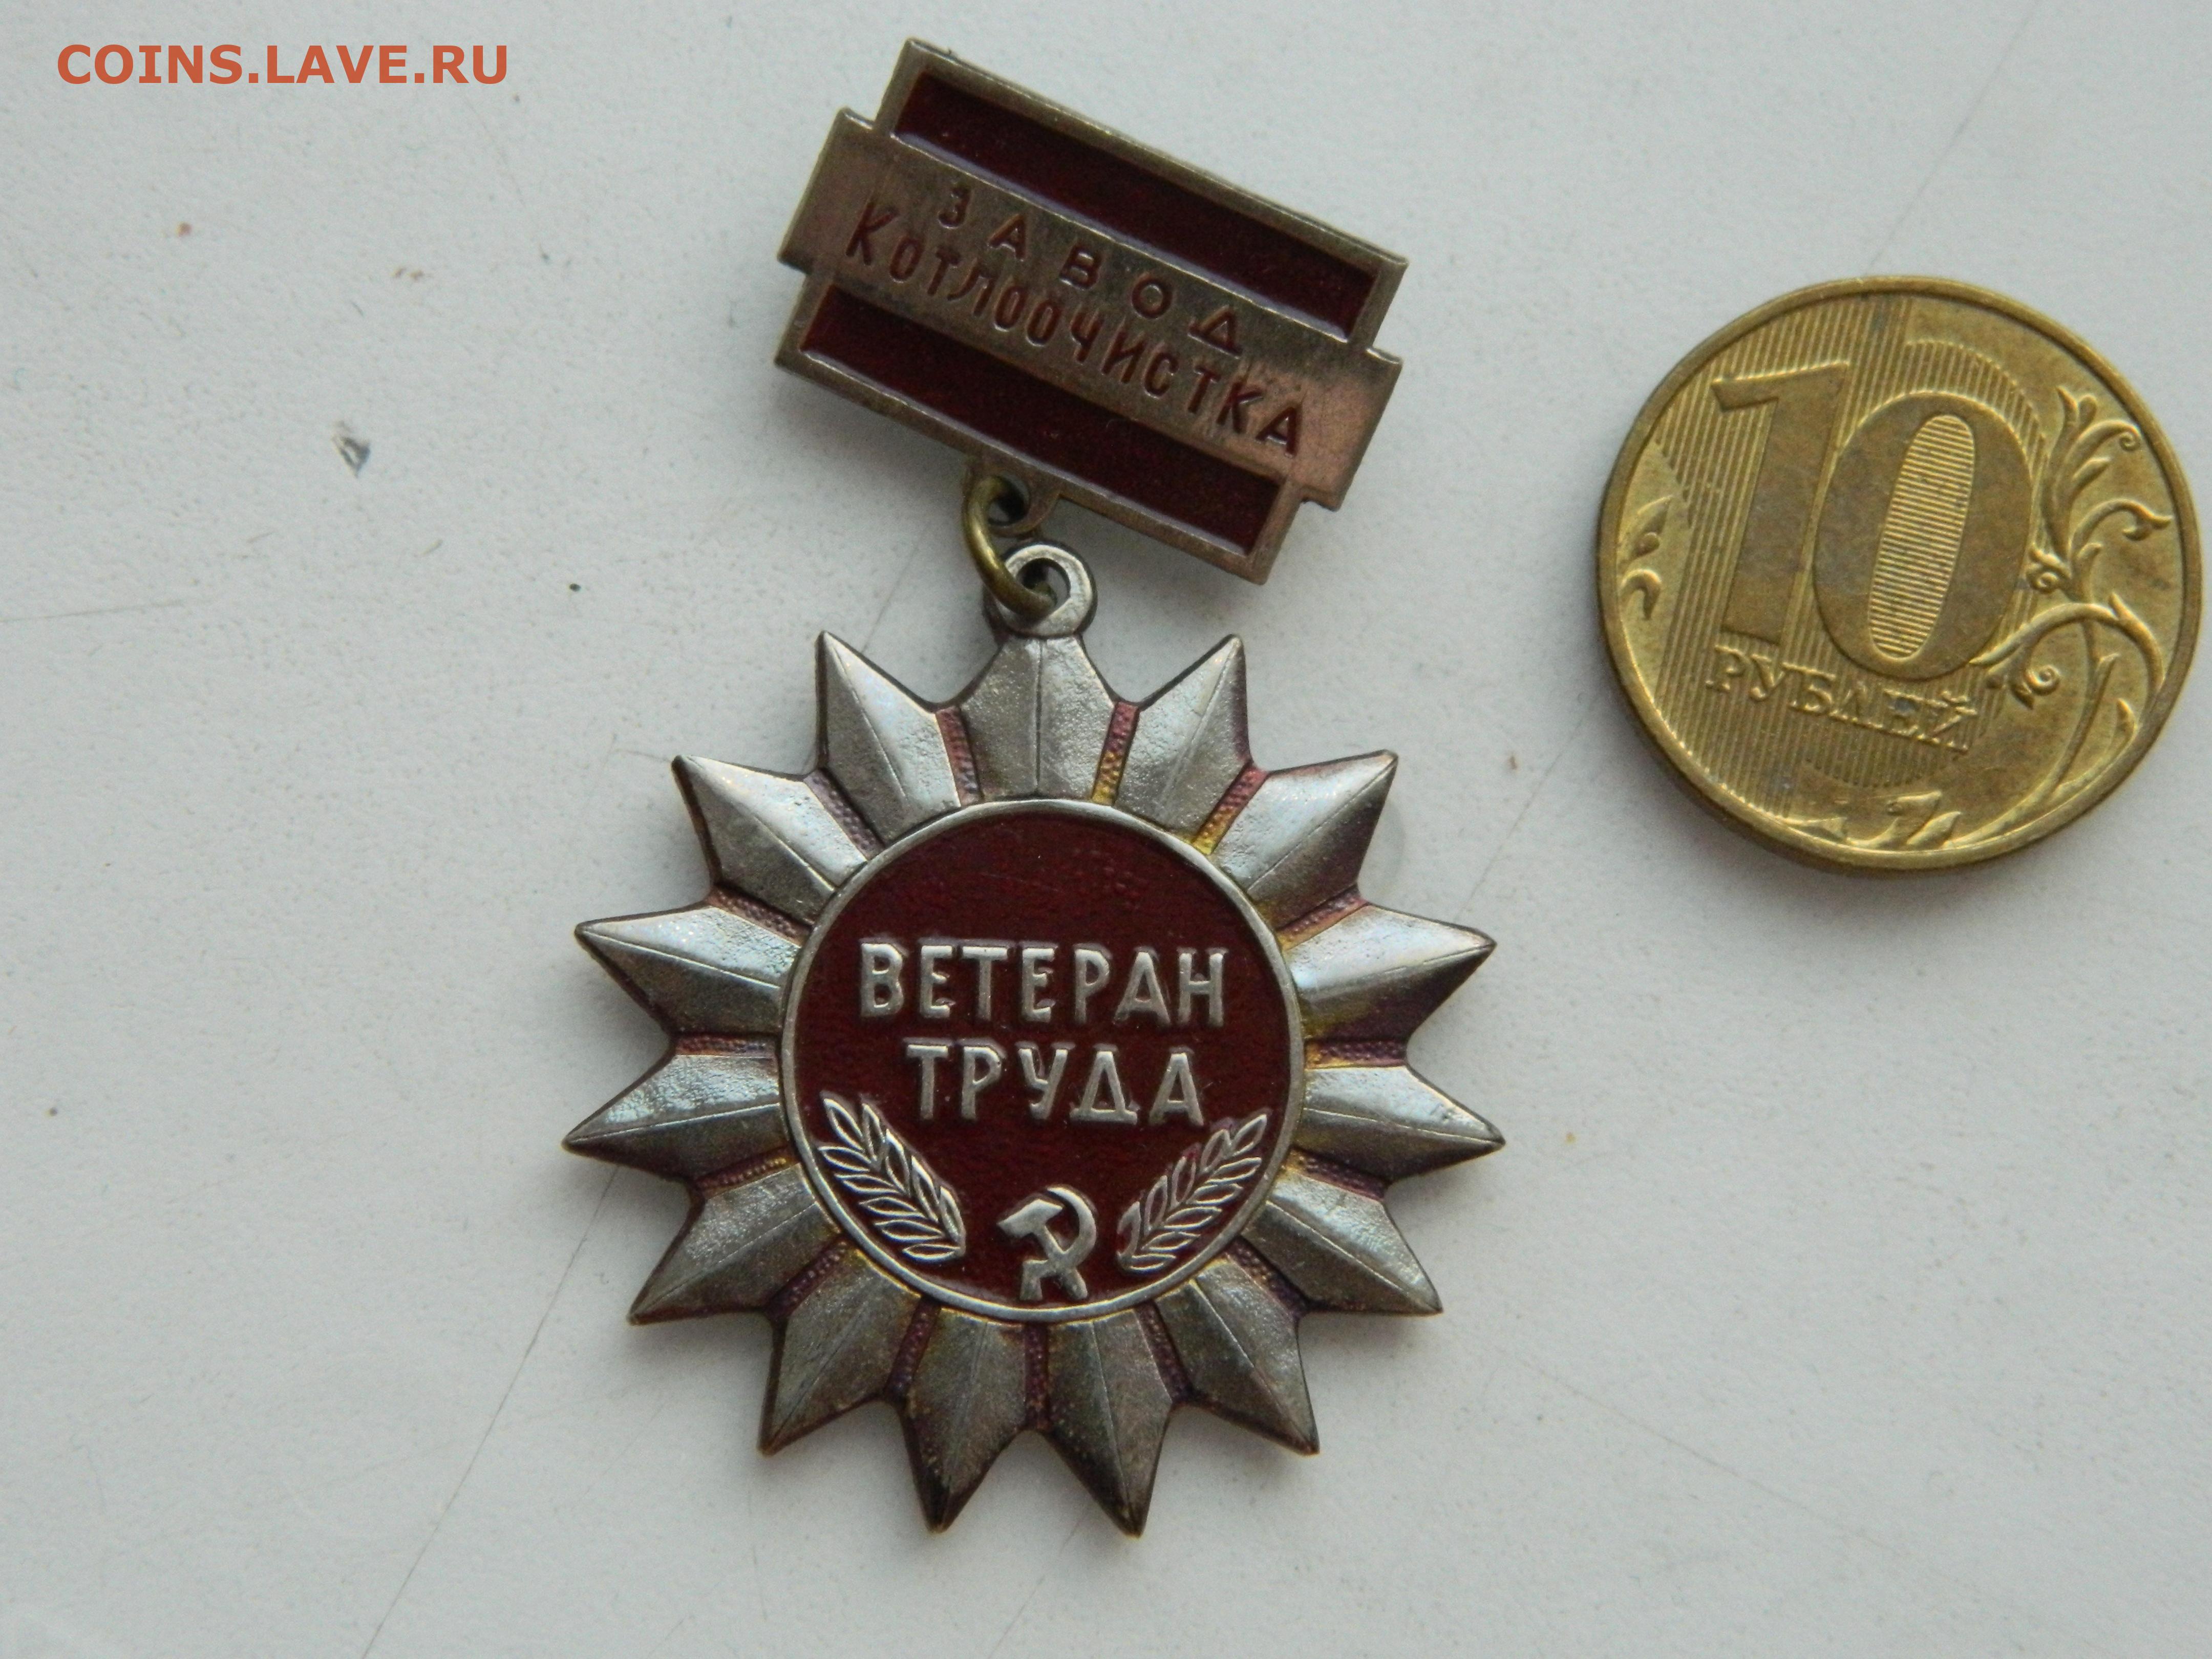 COINS.LAVE.RU
ЗАВОД
КОТЛООЧИСТКА
10
РУБЛЕЙ
ВЕТЕРАН
ТРУДА